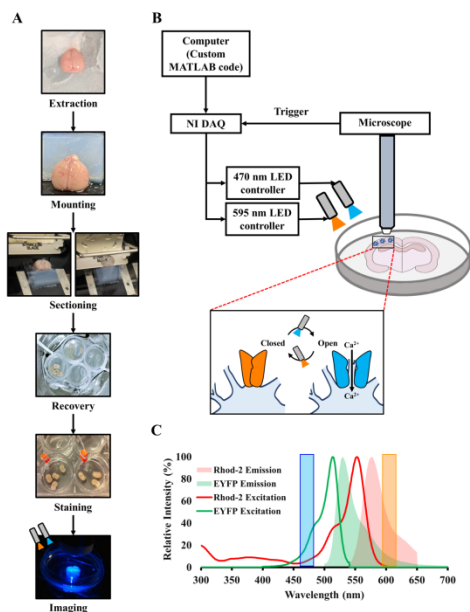 A
Extraction
Mounting
Sectioning
Recovery
Staining
Imaging
B
Computer
(Custom
MATLAB code)
NI DAQ
Trigger
Microscope
470 nm LED
controller
595 nm LED
controller
Closed
Open
Ca²⁺
Ca²⁺
C
Relative Intensity (%)
100
80
60
40
20
0
Rhod-2 Emission
EYFP Emission
Rhod-2 Excitation
EYFP Excitation
300 350 400 450 500 550 600 650 700
Wavelength (nm)